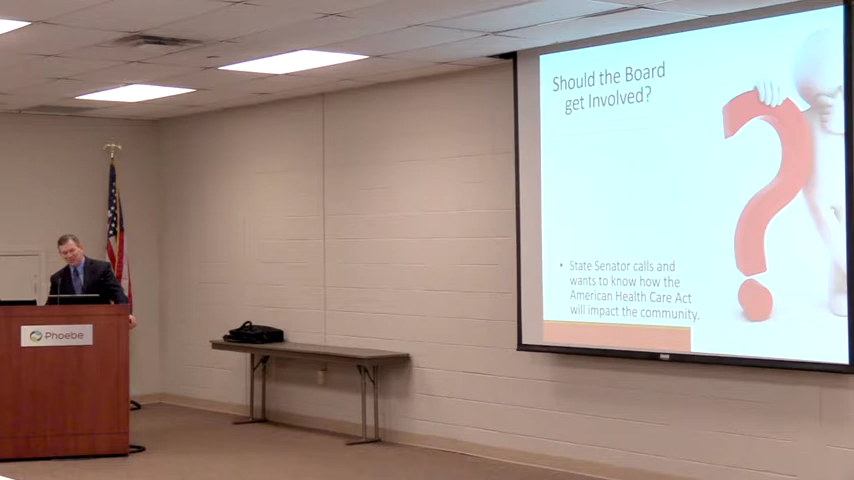 Should the Board
get Involved?
• State Senator calls and
wants to know how the
American Health Care Act
will impact the community.
Phoebe